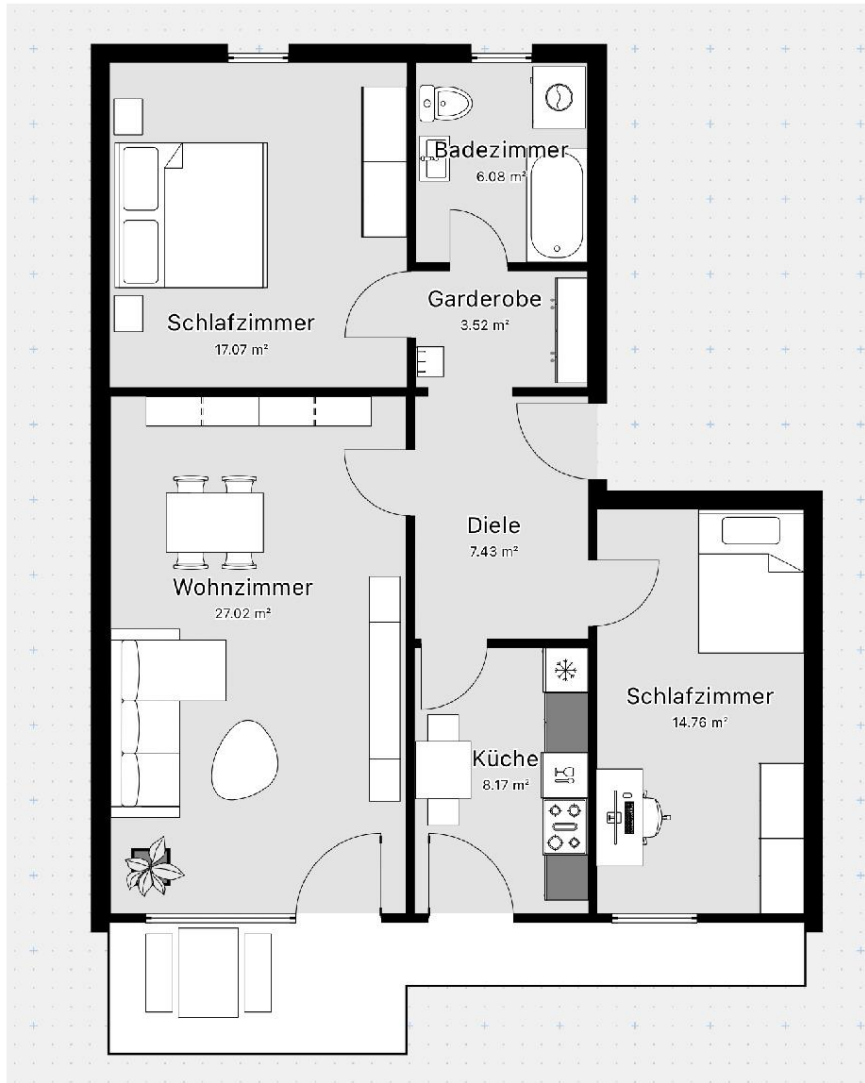 Badezimmer
6.08 m²
Garderobe
3.52 m²
Schlafzimmer
17.07 m²
Diele
7.43 m²
Wohnzimmer
27.02 m²
Schlafzimmer
14.76 m²
Küche
8.17 m²